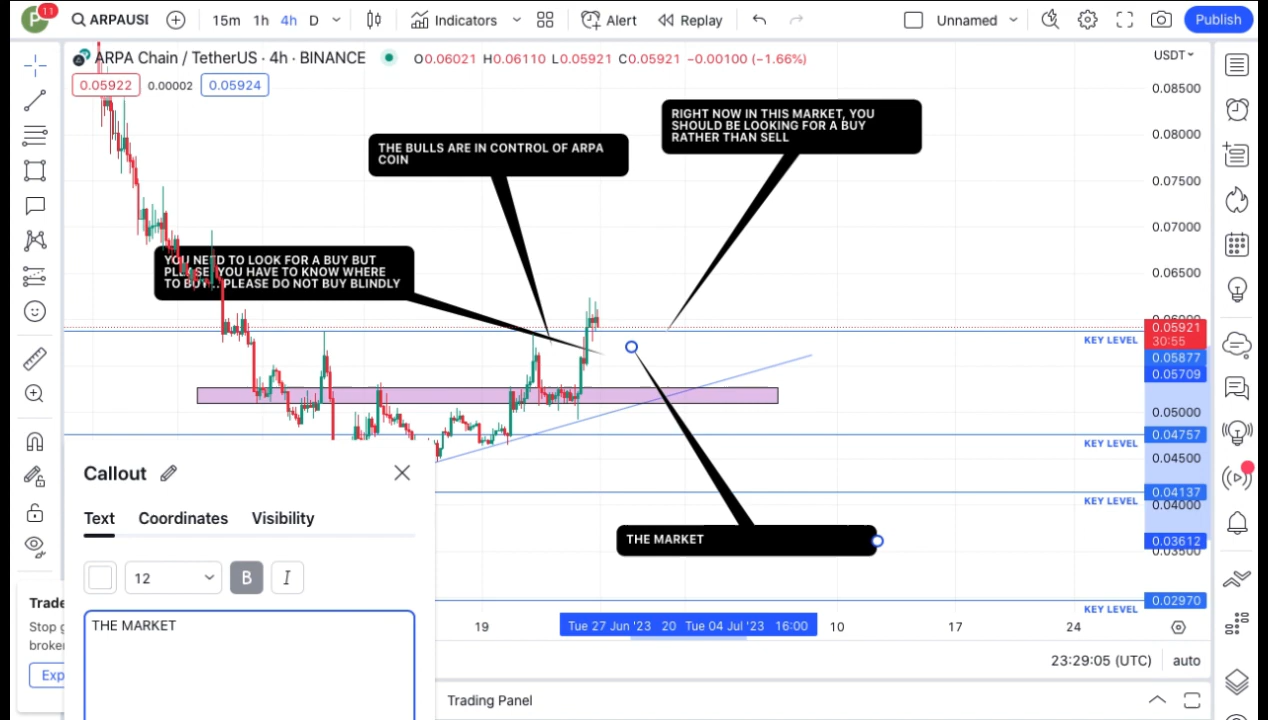 P
11
ARPAUSI
15m 1h 4h D
Indicators
Alert
Replay
Unnamed
Publish
ARPA Chain / TetherUS · 4h · BINANCE
O0.06021 H0.06110 L0.05921 C0.05921 −0.00100 (−1.66%)
USDT
0.05922 0.00002 0.05924
0.08500
0.08000
0.07500
0.07000
0.06500
0.05921
30:55
0.05877
0.05709
0.05000
0.04757
0.04500
0.04137
0.04000
0.03612
0.02970
RIGHT NOW IN THIS MARKET, YOU
SHOULD BE LOOKING FOR A BUY
RATHER THAN SELL
THE BULLS ARE IN CONTROL OF ARPA
COIN
YOU NEED TO LOOK FOR A BUY BUT
PLEASE, YOU HAVE TO KNOW WHERE
TO BUY... PLEASE DO NOT BUY BLINDLY
KEY LEVEL
KEY LEVEL
KEY LEVEL
KEY LEVEL
THE MARKET
Callout
Text Coordinates Visibility
12
B I
THE MARKET
Trade
Stop g
broker
Exp
19 Tue 27 Jun '23 20 Tue 04 Jul '23 16:00 10 17 24
23:29:05 (UTC) auto
Trading Panel